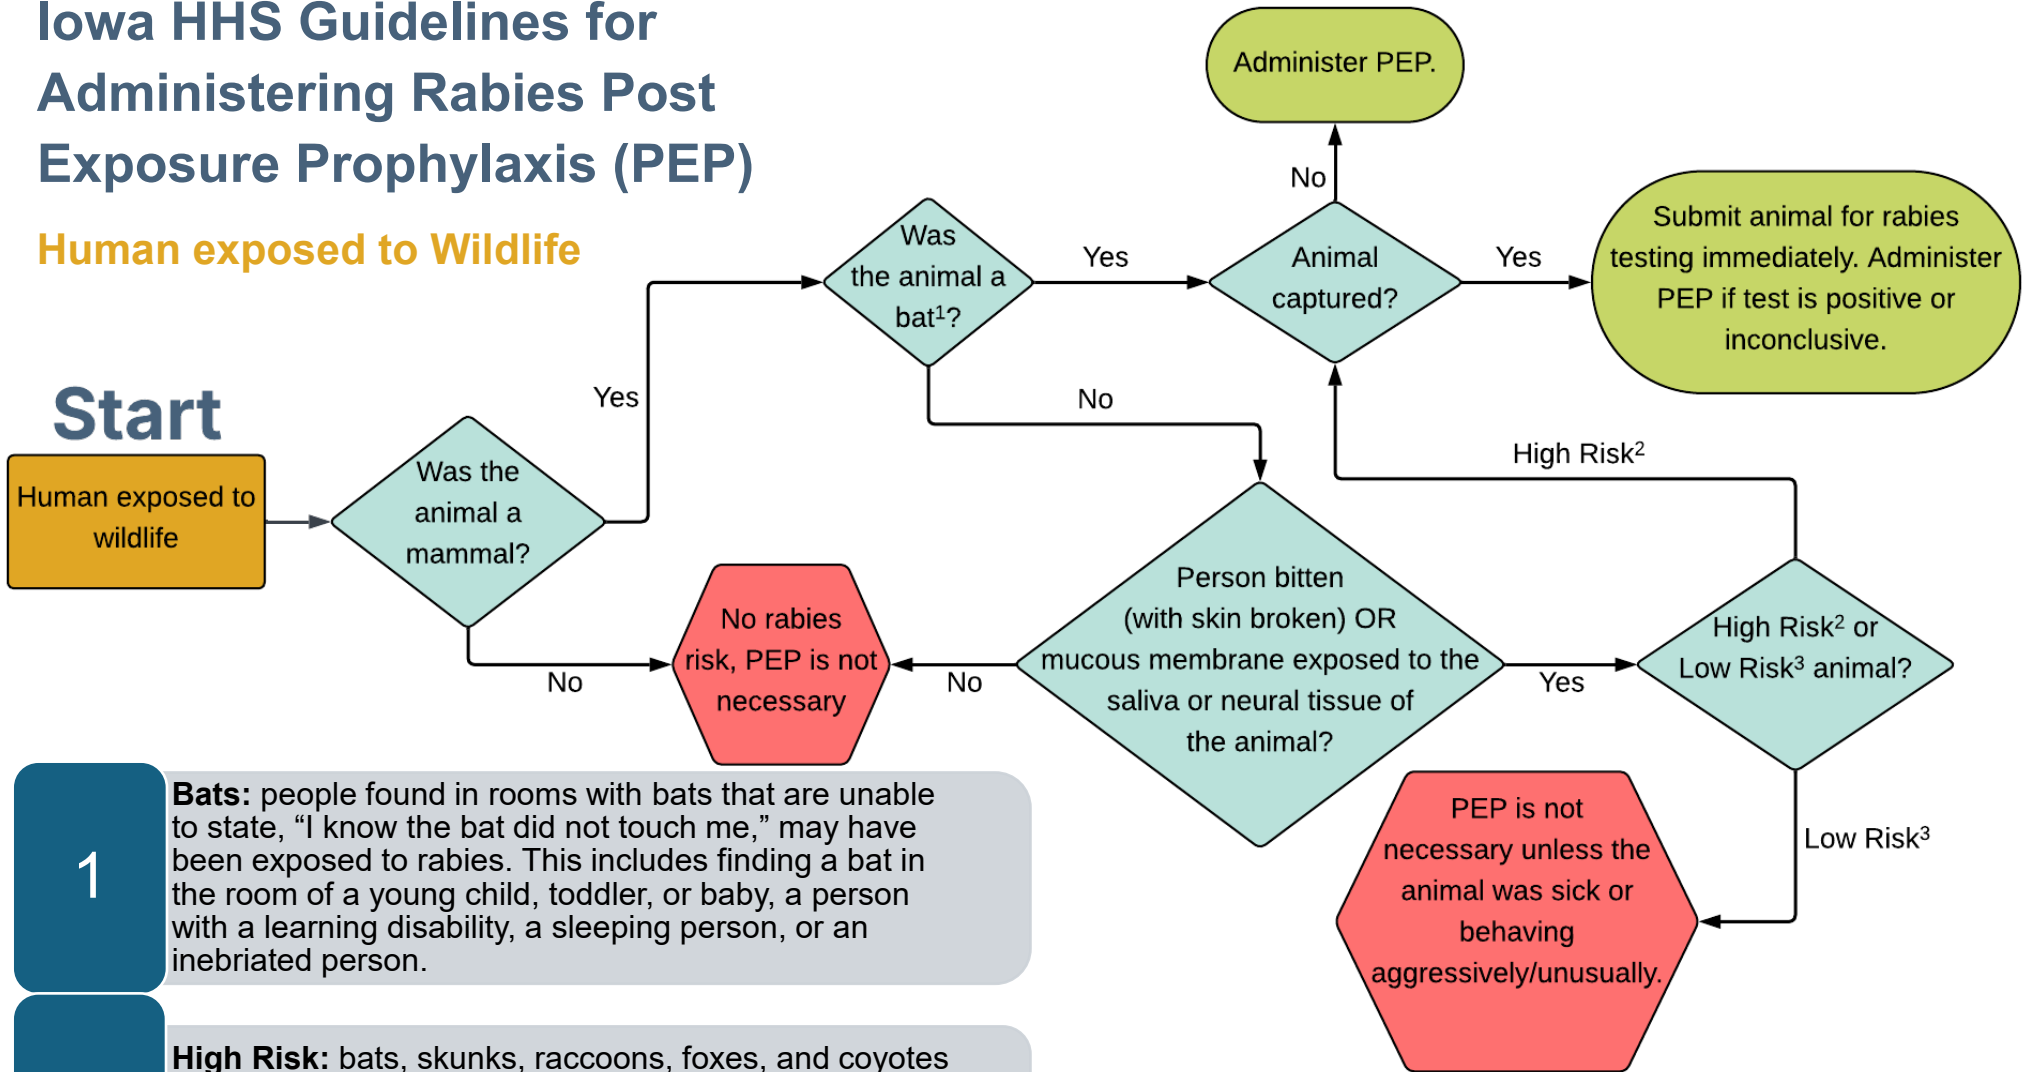 Iowa HHS Guidelines for
Administering Rabies Post
Exposure Prophylaxis (PEP)
Human exposed to Wildlife
Start
Human exposed to
wildlife
Was the
animal a
mammal?
Yes
No
Was
the animal a
bat¹?
Yes
No
Animal
captured?
No
Administer PEP.
Yes
Submit animal for rabies
testing immediately. Administer
PEP if test is positive or
inconclusive.
No rabies
risk, PEP is not
necessary
No
Person bitten
(with skin broken) OR
mucous membrane exposed to the
saliva or neural tissue of
the animal?
Yes
High Risk²
High Risk² or
Low Risk³ animal?
Low Risk³
PEP is not
necessary unless the
animal was sick or
behaving
aggressively/unusually.
1
Bats: people found in rooms with bats that are unable
to state, “I know the bat did not touch me,” may have
been exposed to rabies. This includes finding a bat in
the room of a young child, toddler, or baby, a person
with a learning disability, a sleeping person, or an
inebriated person.
High Risk: bats, skunks, raccoons, foxes, and coyotes